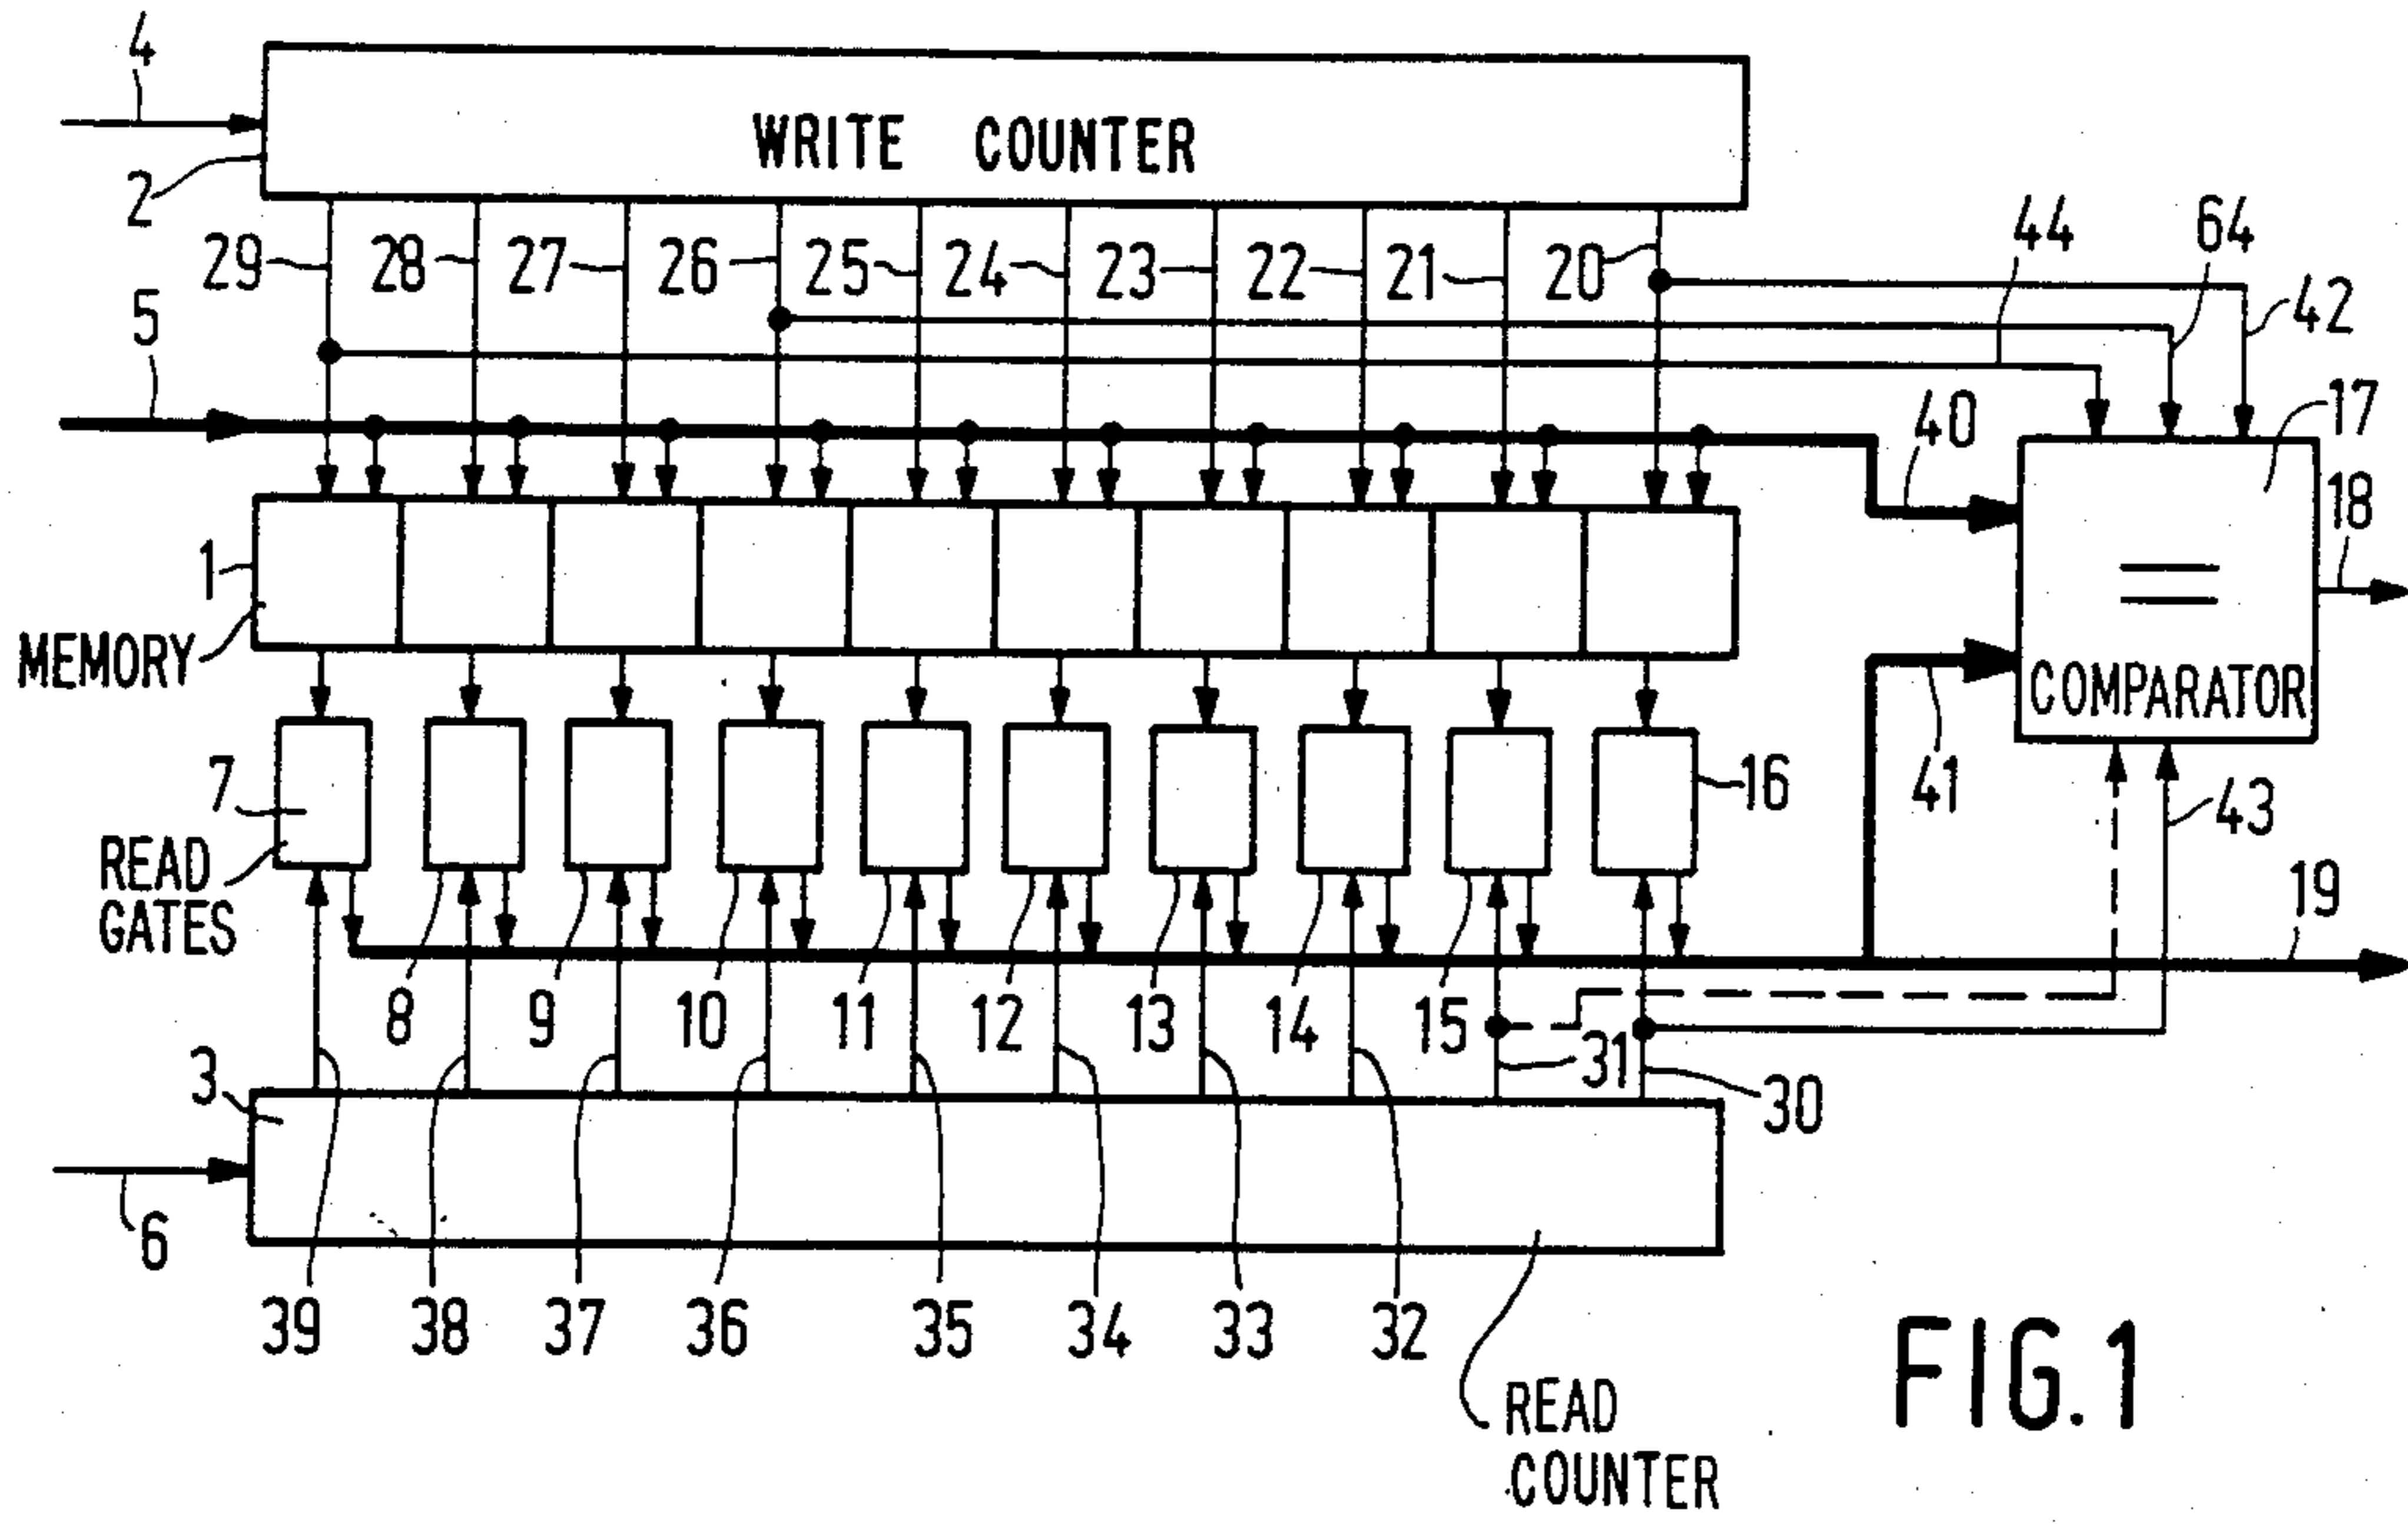 4
WRITE COUNTER
2
29 28 27 26 25 24 23 22 21 20
44 64
42
5
17
40
18
1
MEMORY
COMPARATOR
7
16
41
43
READ
GATES
19
8 9 10 11 12 13 14 15
31
3
30
6
39 38 37 36 35 34 33 32
READ
COUNTER
FIG.1